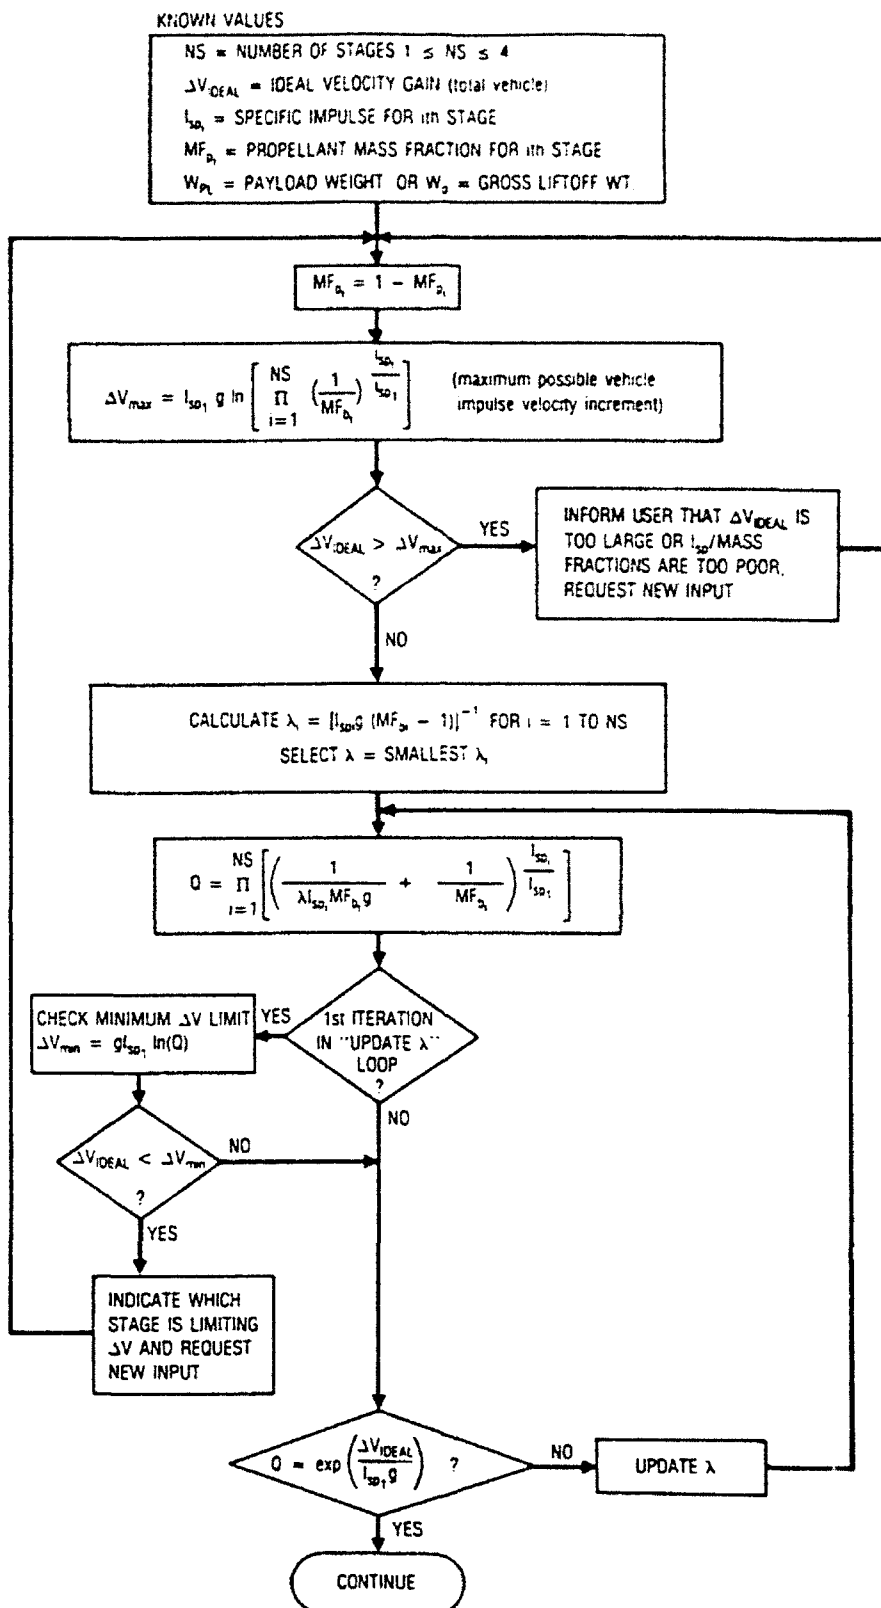 KNOWN VALUES
NS = NUMBER OF STAGES 1 ≤ NS ≤ 4
ΔV_IDEAL = IDEAL VELOCITY GAIN (total vehicle)
I_sp_i = SPECIFIC IMPULSE FOR ith STAGE
MF_p_i = PROPELLANT MASS FRACTION FOR ith STAGE
W_PL = PAYLOAD WEIGHT OR W_o = GROSS LIFTOFF WT.
MF_b_i = 1 − MF_p_i
ΔV_max = I_sp_1 g ln [ NS Π i=1 (1/MF_b_i)^(I_sp_i/I_sp_1) ] (maximum possible vehicle
impulse velocity increment)
ΔV_IDEAL > ΔV_max
?
YES
INFORM USER THAT ΔV_IDEAL IS
TOO LARGE OR I_sp/MASS
FRACTIONS ARE TOO POOR,
REQUEST NEW INPUT
NO
CALCULATE λ_i = [I_sp_i g (MF_b_i − 1)]^−1 FOR i = 1 TO NS
SELECT λ = SMALLEST λ_i
Q = NS Π i=1 [ ( 1/(λI_sp_i MF_b_i g) + 1/MF_b_i )^(I_sp_i/I_sp_1) ]
1st ITERATION
IN "UPDATE λ"
LOOP
?
YES
CHECK MINIMUM ΔV LIMIT
ΔV_min = gI_sp_1 ln(Q)
NO
ΔV_IDEAL < ΔV_min
?
NO
YES
INDICATE WHICH
STAGE IS LIMITING
ΔV AND REQUEST
NEW INPUT
Q = exp (ΔV_IDEAL/I_sp_1 g) ?
NO
UPDATE λ
YES
CONTINUE